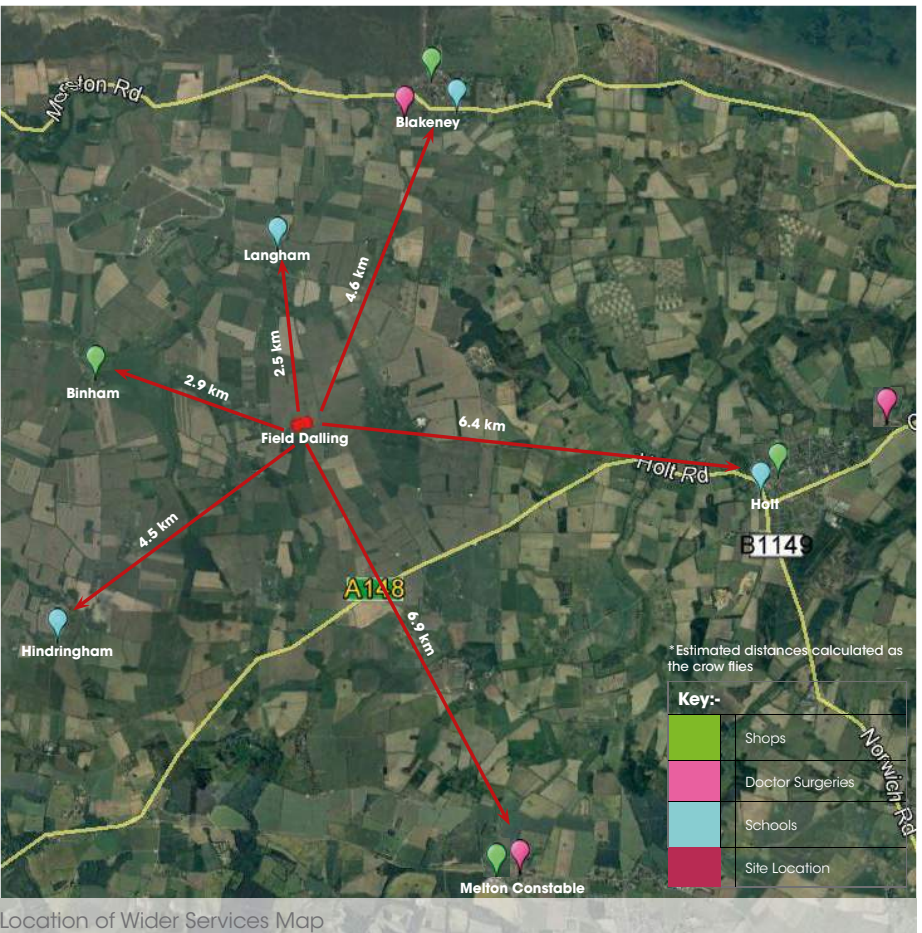 Morston Rd
Blakeney
Langham
4.6 km
2.5 km
Binham
2.9 km
Field Dalling
6.4 km
Holt Rd
Holt
B1149
4.5 km
A148
6.9 km
Hindringham
*Estimated distances calculated as
the crow flies
Key:-
Shops
Doctor Surgeries
Schools
Site Location
Norwich Rd
Melton Constable
Location of Wider Services Map